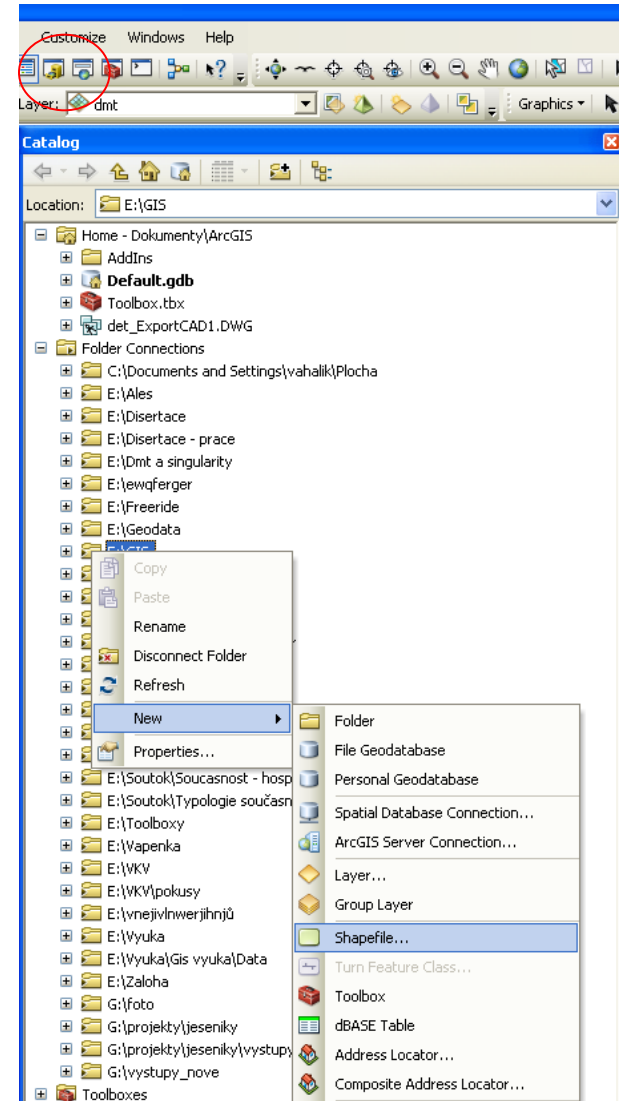 Customize Windows Help
Layer: dmt Graphics
Catalog
Location: E:\GIS
Home - Dokumenty\ArcGIS
AddIns
Default.gdb
Toolbox.tbx
det_ExportCAD1.DWG
Folder Connections
C:\Documents and Settings\vahalik\Plocha
E:\Ales
E:\Disertace
E:\Disertace - prace
E:\Dmt a singularity
E:\ewqferger
E:\Freeride
E:\Geodata
E:\GIS
Copy
Paste
Rename
Disconnect Folder
Refresh
New
Properties...
Folder
File Geodatabase
Personal Geodatabase
Spatial Database Connection...
ArcGIS Server Connection...
Layer...
Group Layer
Shapefile...
Turn Feature Class...
Toolbox
dBASE Table
Address Locator...
Composite Address Locator...
E:\Soutok\Soucasnost - hosp
E:\Soutok\Typologie současn
E:\Toolboxy
E:\Vapenka
E:\VKV
E:\VKV\pokusy
E:\vnejivlnwerjihnjů
E:\Vyuka
E:\Vyuka\Gis vyuka\Data
E:\Zaloha
G:\foto
G:\projekty\jeseniky
G:\projekty\jeseniky\vystupy
G:\vystupy_nove
Toolboxes